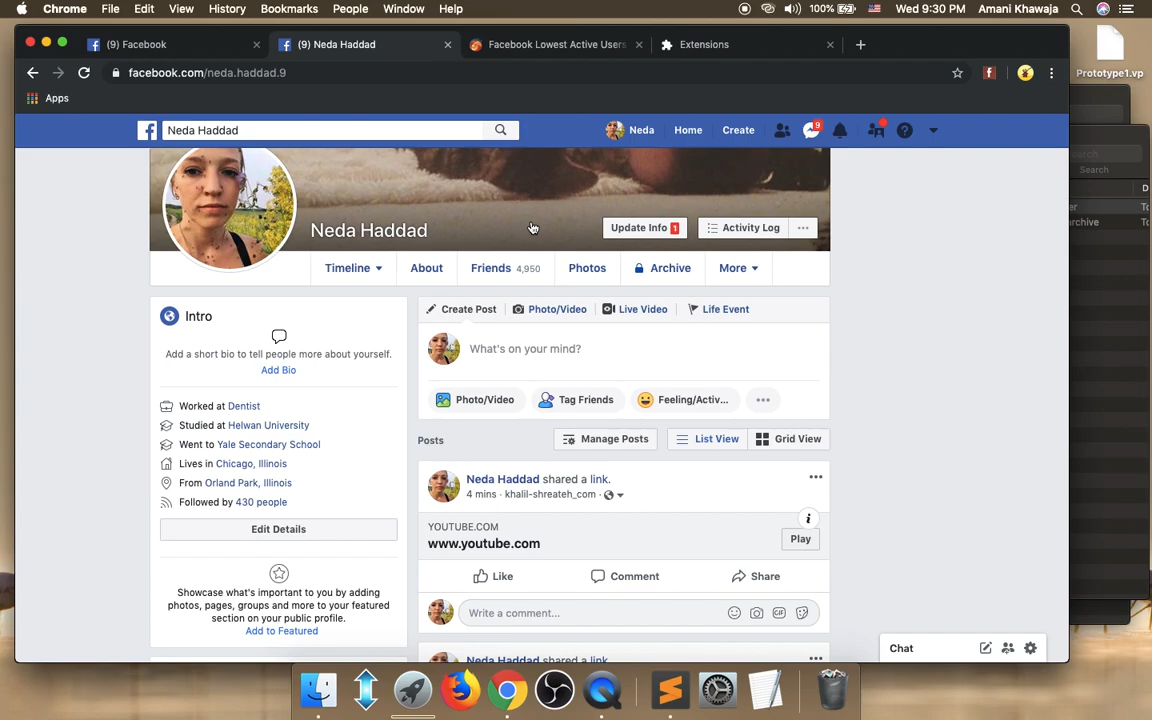 Chrome File Edit View History Bookmarks People Window Help 100% Wed 9:30 PM Amani Khawaja
(9) Facebook (9) Neda Haddad Facebook Lowest Active Users Extensions
facebook.com/neda.haddad.9
Apps
Prototype1.vp
Neda Haddad
Neda Home Create 9
Search
Neda Haddad
Update Info 1 Activity Log
Timeline About Friends 4,950 Photos Archive More
Intro
Add a short bio to tell people more about yourself.
Add Bio
Worked at Dentist
Studied at Helwan University
Went to Yale Secondary School
Lives in Chicago, Illinois
From Orland Park, Illinois
Followed by 430 people
Edit Details
Showcase what's important to you by adding
photos, pages, groups and more to your featured
section on your public profile.
Add to Featured
Create Post Photo/Video Live Video Life Event
What's on your mind?
Photo/Video Tag Friends Feeling/Activ...
Posts Manage Posts List View Grid View
Neda Haddad shared a link.
4 mins · khalil-shreateh_com ·
YOUTUBE.COM
www.youtube.com
Play
Like Comment Share
Write a comment...
Neda Haddad shared a link.
Chat